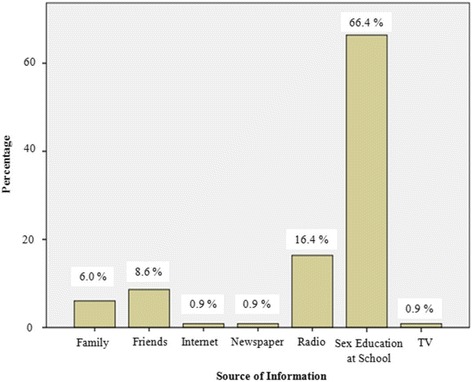 66.4 %
60
Percentage
40
20
16.4 %
6.0 %
8.6 %
0.9 %
0.9 %
0.9 %
0
Family
Friends
Internet
Newspaper
Radio
Sex Education
at School
TV
Source of Information